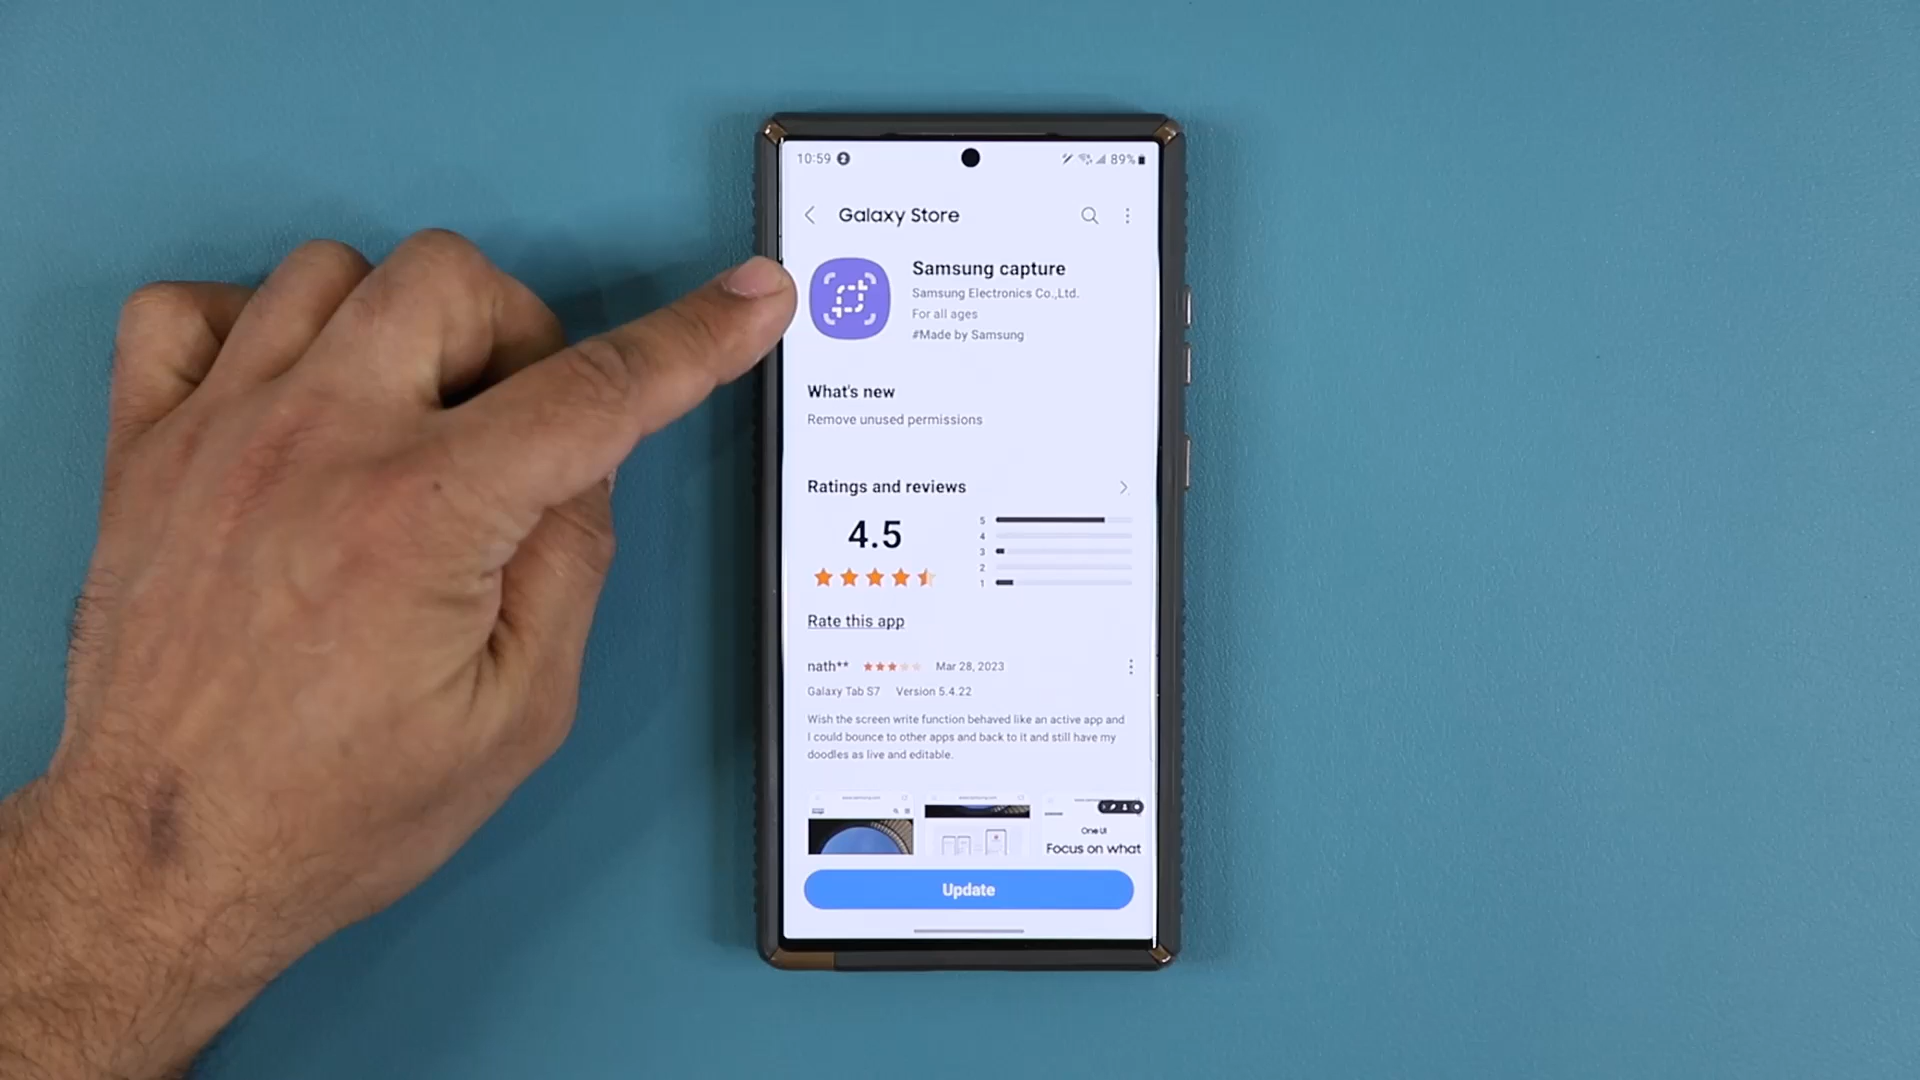 10:59 89%
Galaxy Store
Samsung capture
Samsung Electronics Co.,Ltd.
For all ages
#Made by Samsung
What's new
Remove unused permissions
Ratings and reviews
4.5
5
4
3
2
1
Rate this app
nath** Mar 28, 2023
Galaxy Tab S7 Version 5.4.22
Wish the screen write function behaved like an active app and
I could bounce to other apps and back to it and still have my
doodles as live and editable.
One UI
Focus on what
Update